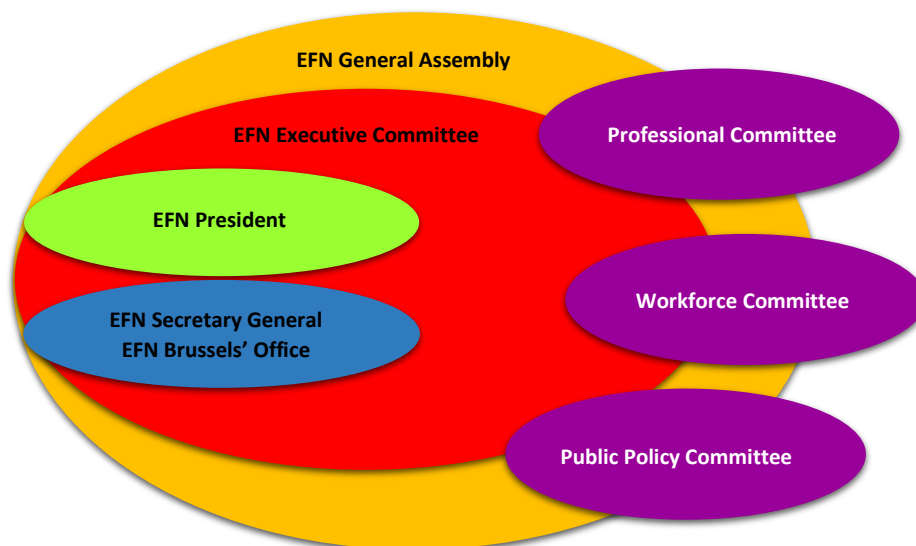 EFN General Assembly
EFN Executive Committee
Professional Committee
EFN President
Workforce Committee
EFN Secretary General
EFN Brussels’ Office
Public Policy Committee